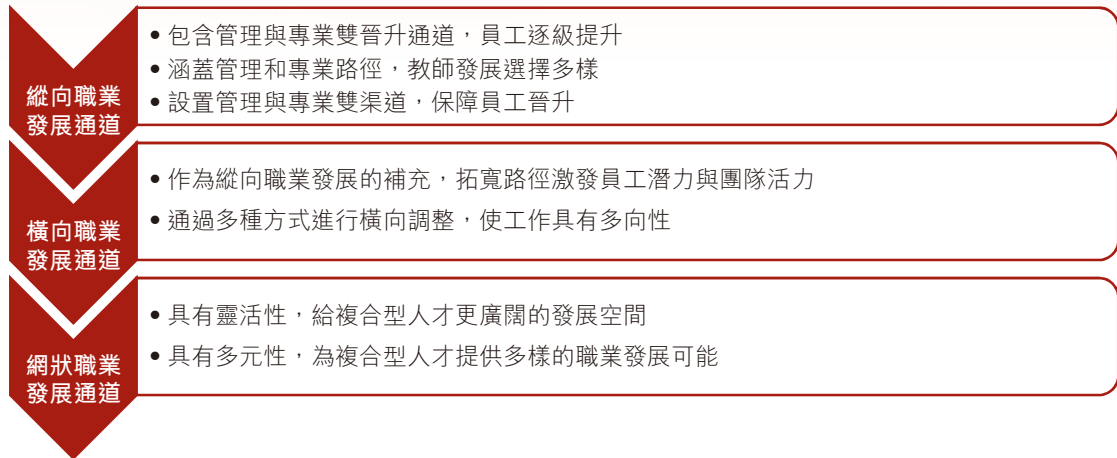 縱向職業
發展通道
• 包含管理與專業雙晉升通道，員工逐級提升
• 涵蓋管理和專業路徑，教師發展選擇多樣
• 設置管理與專業雙渠道，保障員工晉升
橫向職業
發展通道
• 作為縱向職業發展的補充，拓寬路徑激發員工潛力與團隊活力
• 通過多種方式進行橫向調整，使工作具有多向性
網狀職業
發展通道
• 具有靈活性，給複合型人才更廣闊的發展空間
• 具有多元性，為複合型人才提供多樣的職業發展可能